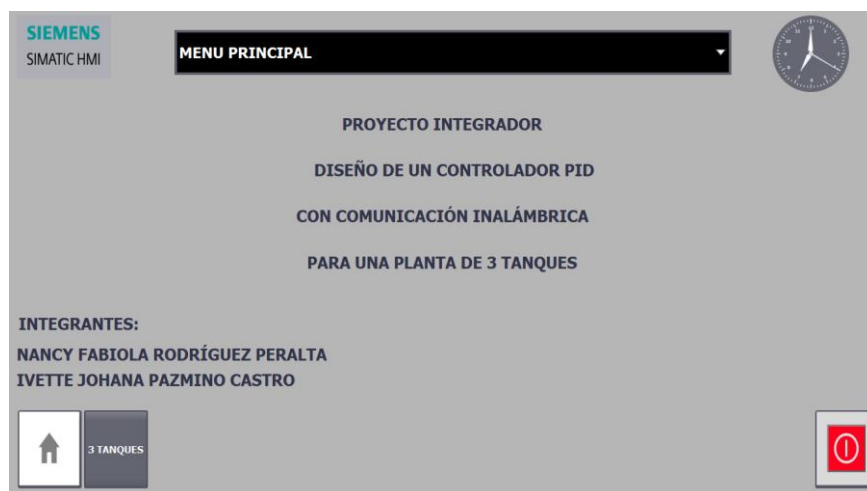 SIEMENS
SIMATIC HMI
MENU PRINCIPAL
PROYECTO INTEGRADOR
DISEÑO DE UN CONTROLADOR PID
CON COMUNICACIÓN INALÁMBRICA
PARA UNA PLANTA DE 3 TANQUES
INTEGRANTES:
NANCY FABIOLA RODRÍGUEZ PERALTA
IVETTE JOHANA PAZMINO CASTRO
3 TANQUES